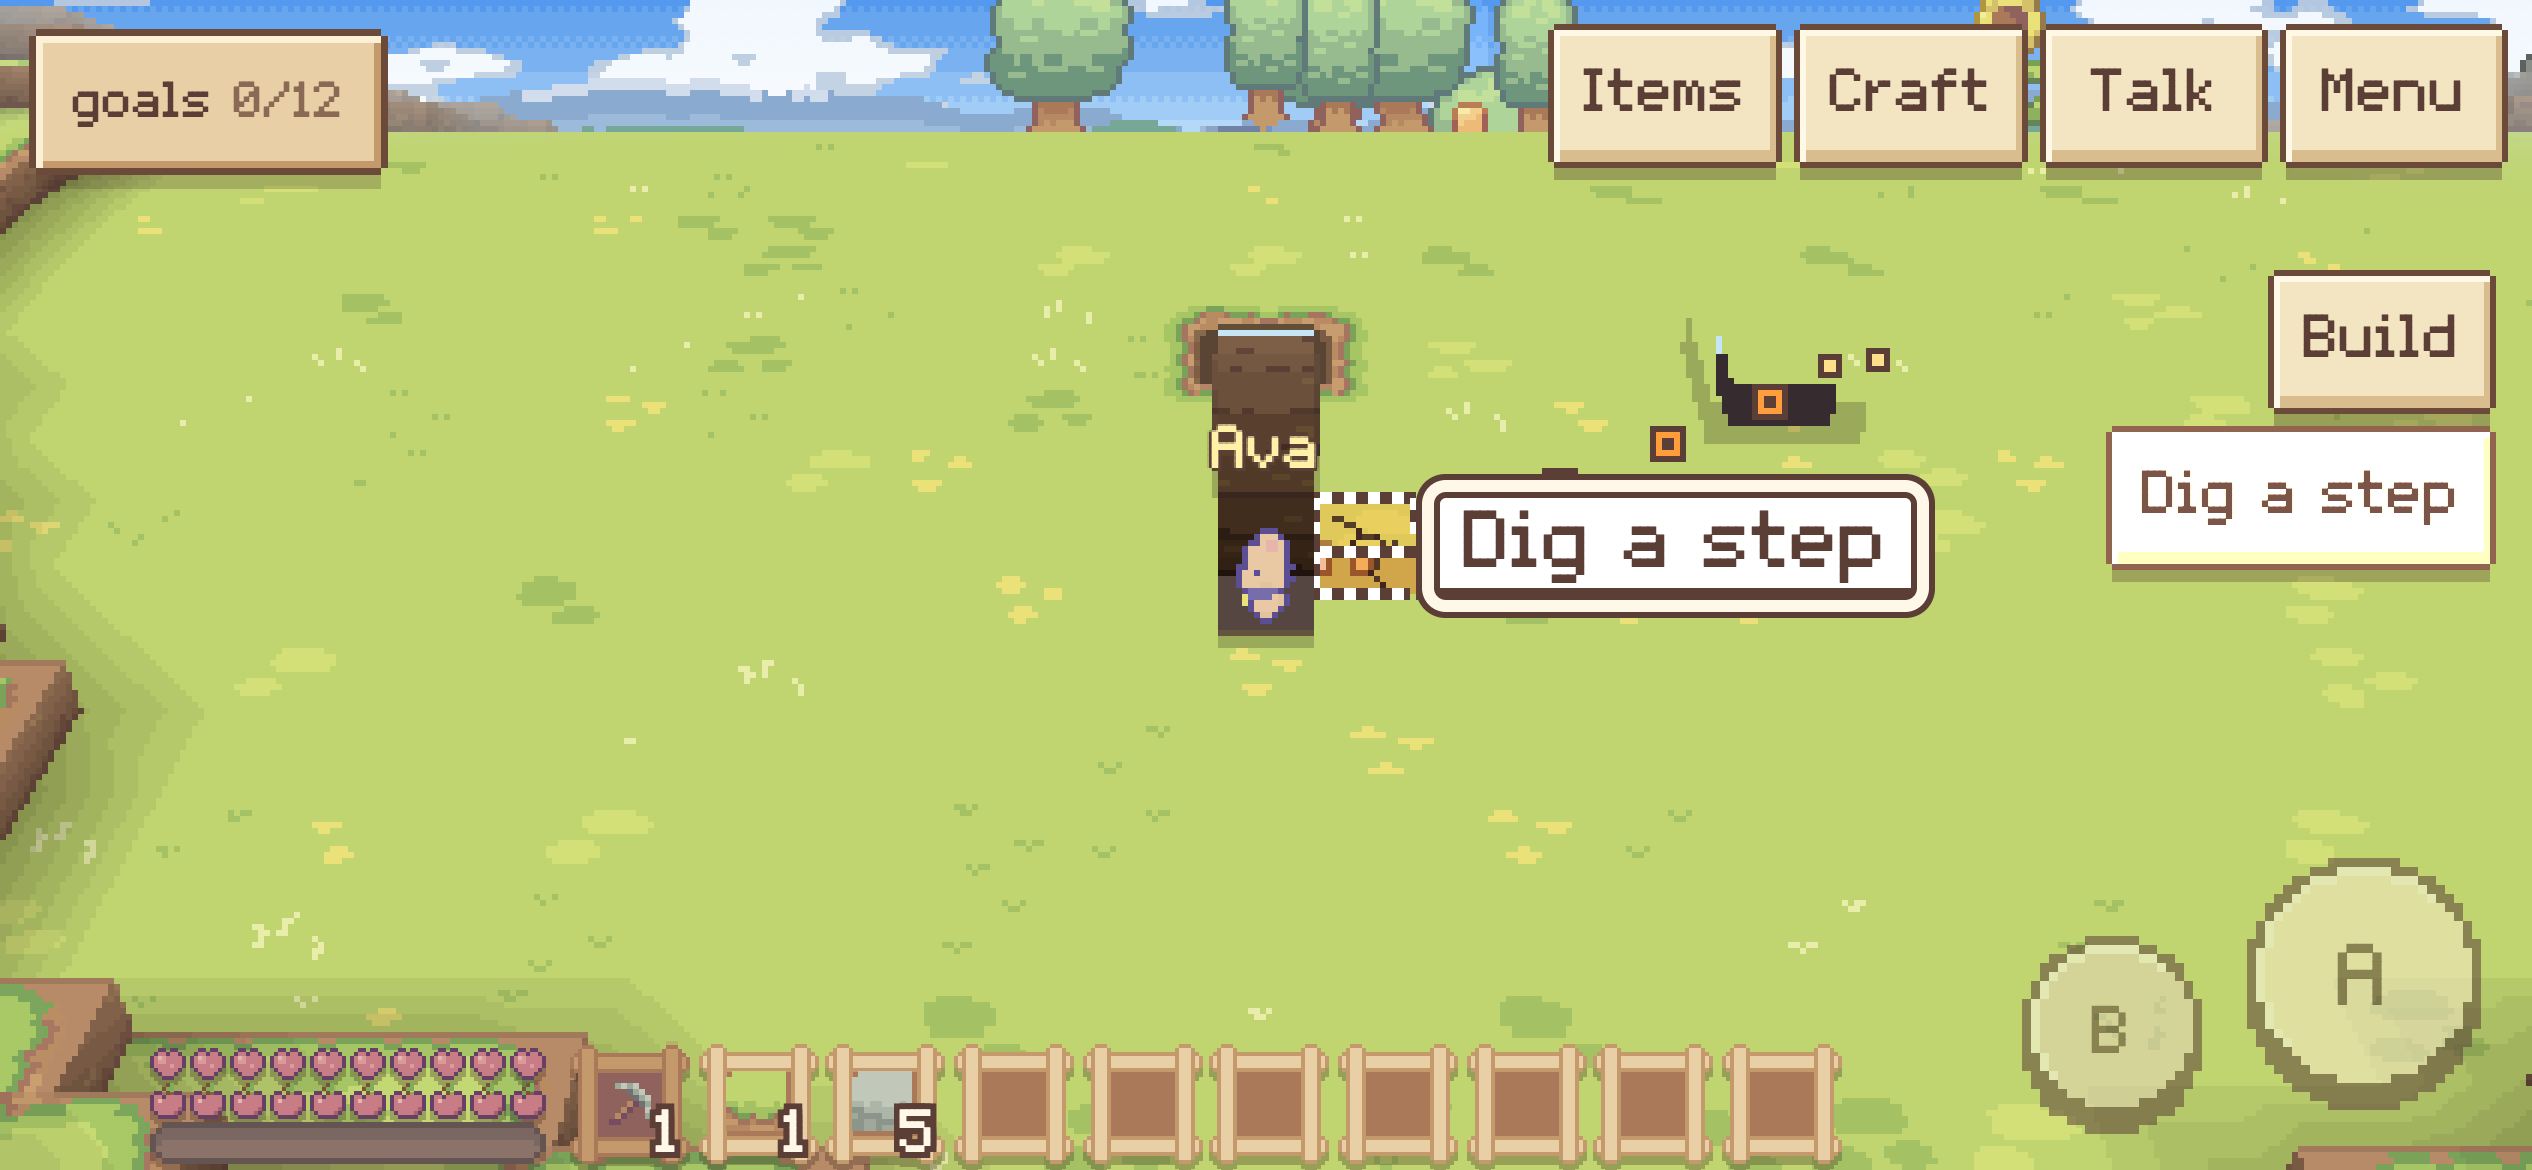 goals 0/12
Items
Craft
Talk
Menu
Build
Ava
Dig a step
Dig a step
B
A
1
1
5